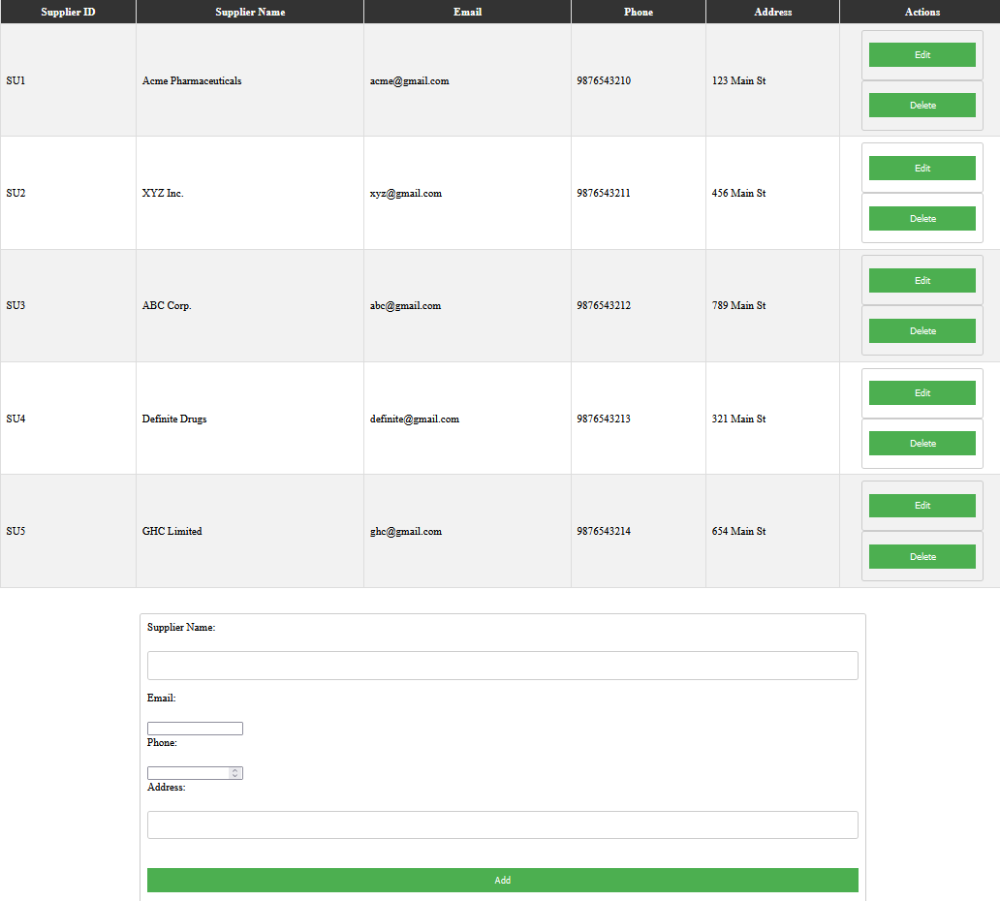 Supplier ID Supplier Name Email Phone Address Actions
Edit
SU1 Acme Pharmaceuticals acme@gmail.com 9876543210 123 Main St
Delete
Edit
SU2 XYZ Inc. xyz@gmail.com 9876543211 456 Main St
Delete
Edit
SU3 ABC Corp. abc@gmail.com 9876543212 789 Main St
Delete
Edit
SU4 Definite Drugs definite@gmail.com 9876543213 321 Main St
Delete
Edit
SU5 GHC Limited ghc@gmail.com 9876543214 654 Main St
Delete
Supplier Name:
Email:
Phone:
Address:
Add